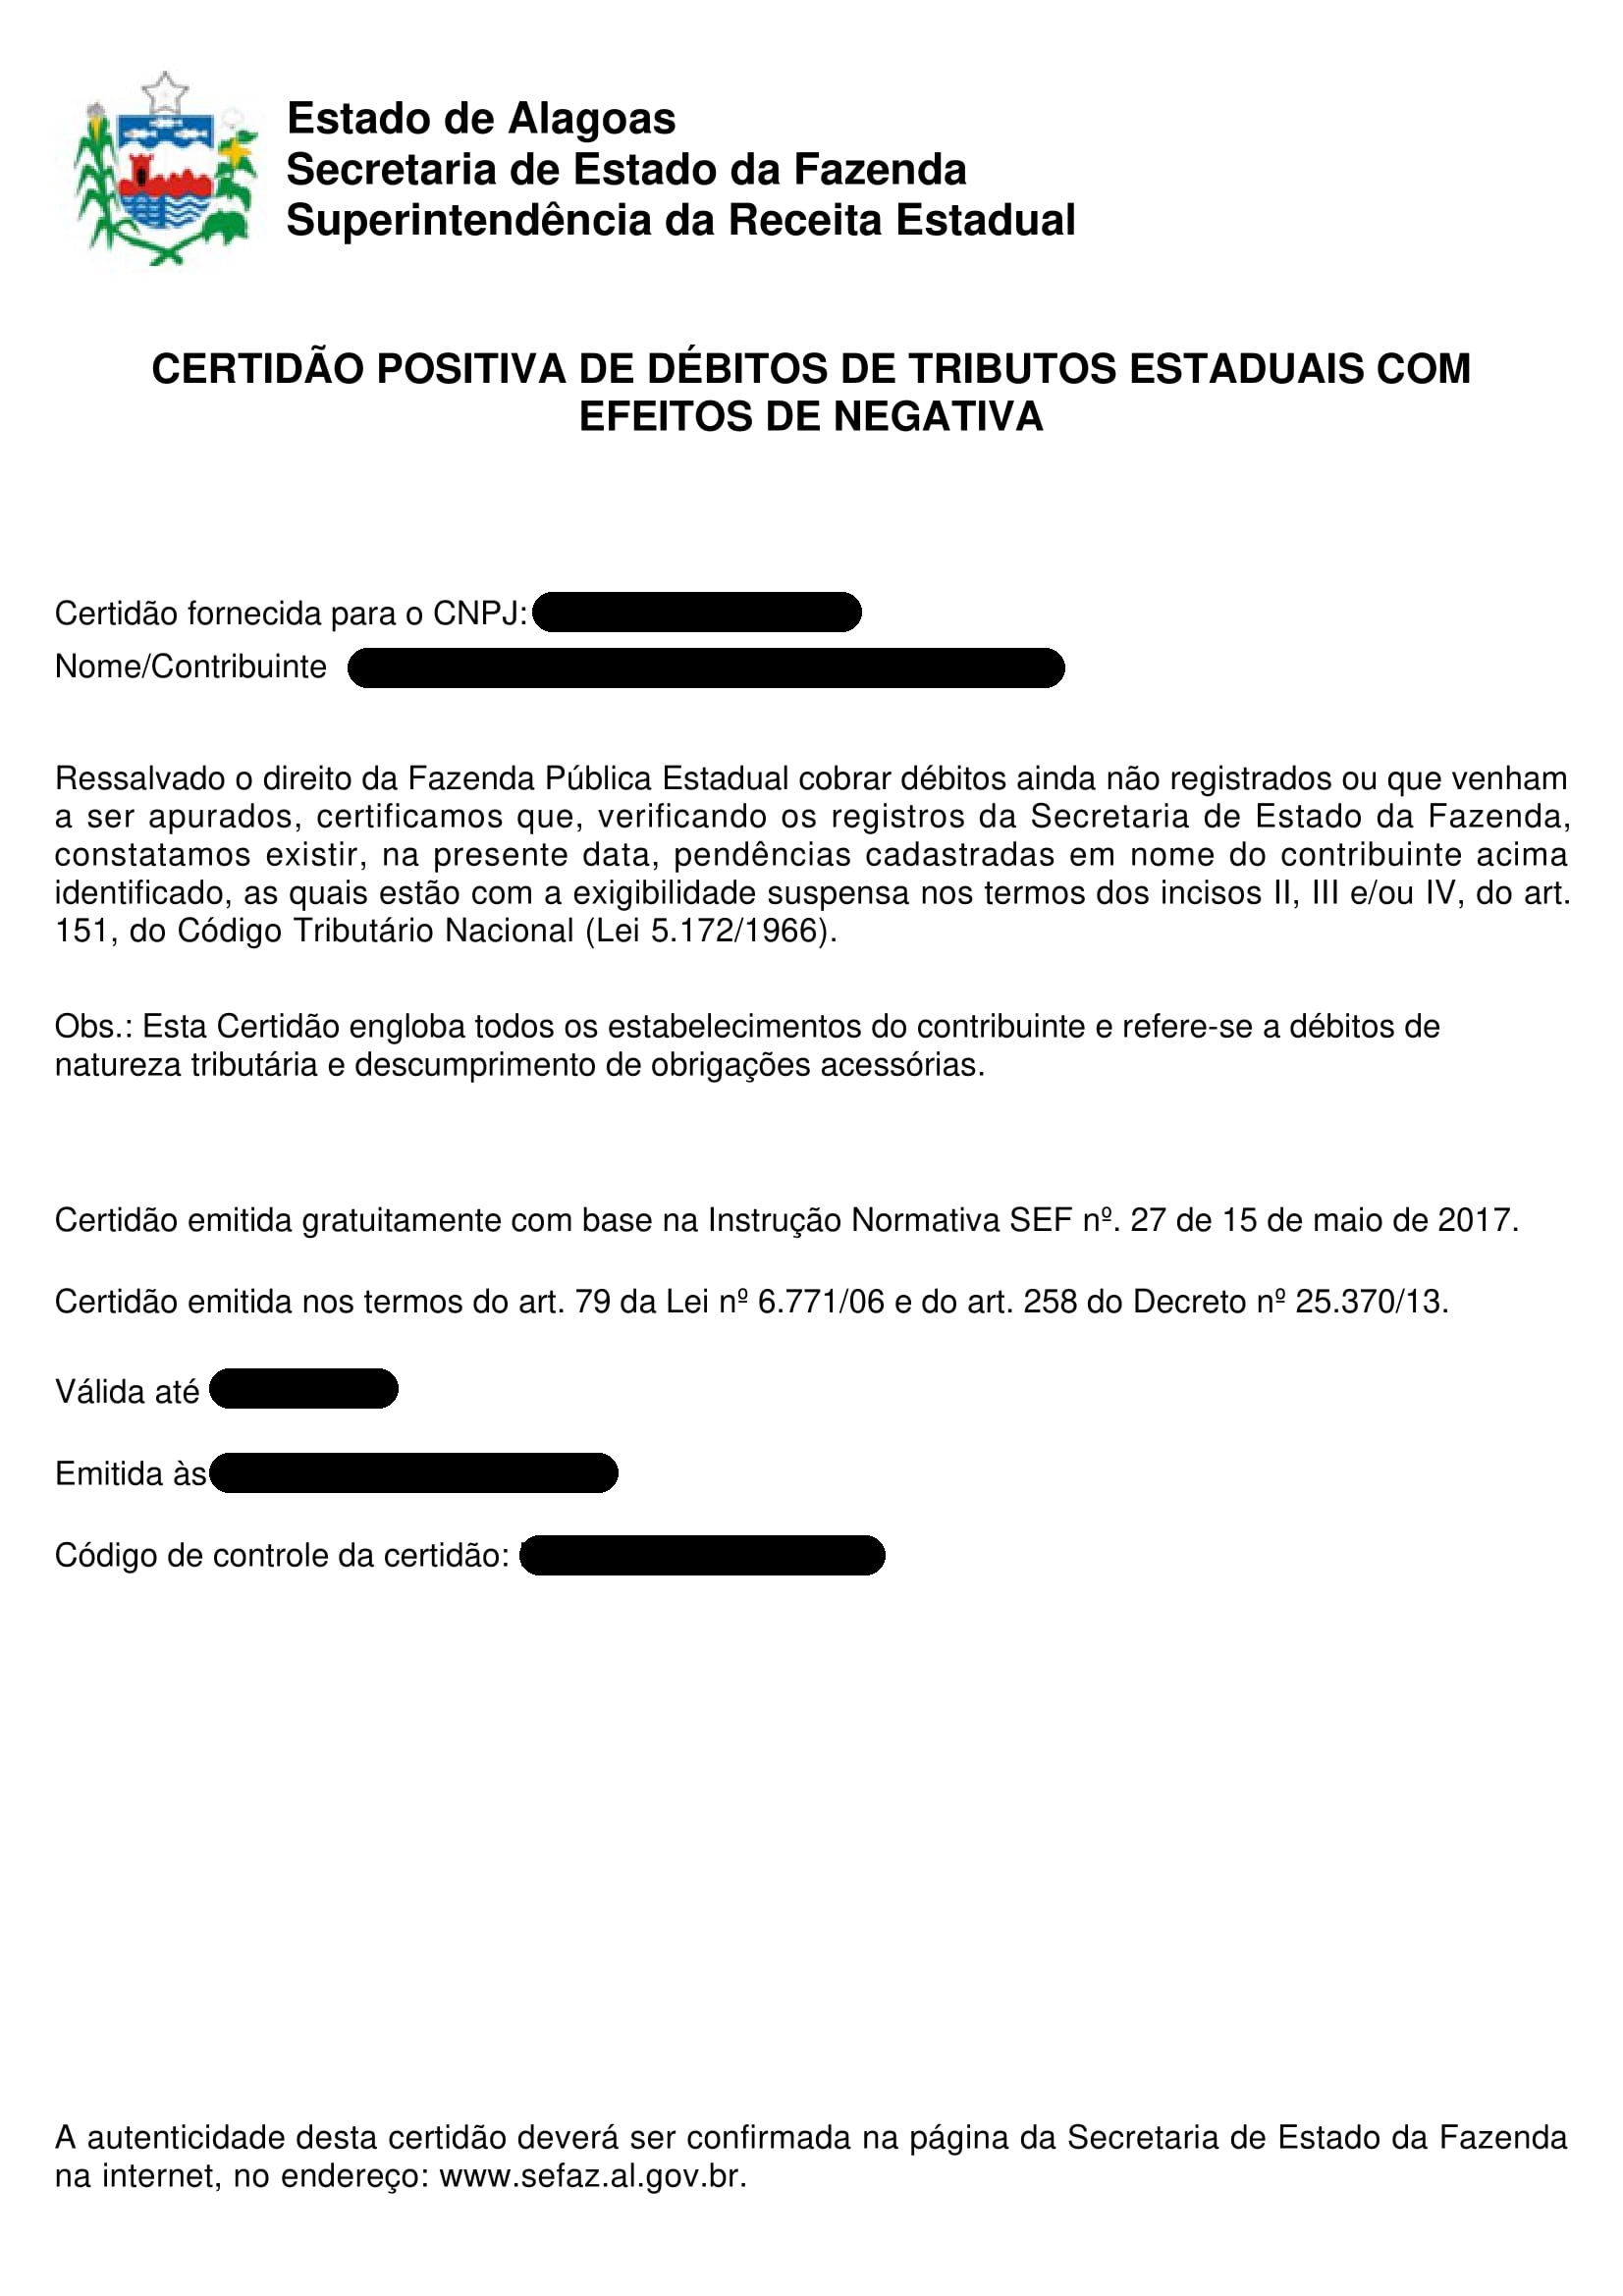 Estado de Alagoas
Secretaria de Estado da Fazenda
Superintendência da Receita Estadual
CERTIDÃO POSITIVA DE DÉBITOS DE TRIBUTOS ESTADUAIS COM
EFEITOS DE NEGATIVA
Certidão fornecida para o CNPJ:
Nome/Contribuinte
Ressalvado o direito da Fazenda Pública Estadual cobrar débitos ainda não registrados ou que venham
a ser apurados, certificamos que, verificando os registros da Secretaria de Estado da Fazenda,
constatamos existir, na presente data, pendências cadastradas em nome do contribuinte acima
identificado, as quais estão com a exigibilidade suspensa nos termos dos incisos II, III e/ou IV, do art.
151, do Código Tributário Nacional (Lei 5.172/1966).
Obs.: Esta Certidão engloba todos os estabelecimentos do contribuinte e refere-se a débitos de
natureza tributária e descumprimento de obrigações acessórias.
Certidão emitida gratuitamente com base na Instrução Normativa SEF nº. 27 de 15 de maio de 2017.
Certidão emitida nos termos do art. 79 da Lei nº 6.771/06 e do art. 258 do Decreto nº 25.370/13.
Válida até
Emitida às
Código de controle da certidão:
A autenticidade desta certidão deverá ser confirmada na página da Secretaria de Estado da Fazenda
na internet, no endereço: www.sefaz.al.gov.br.